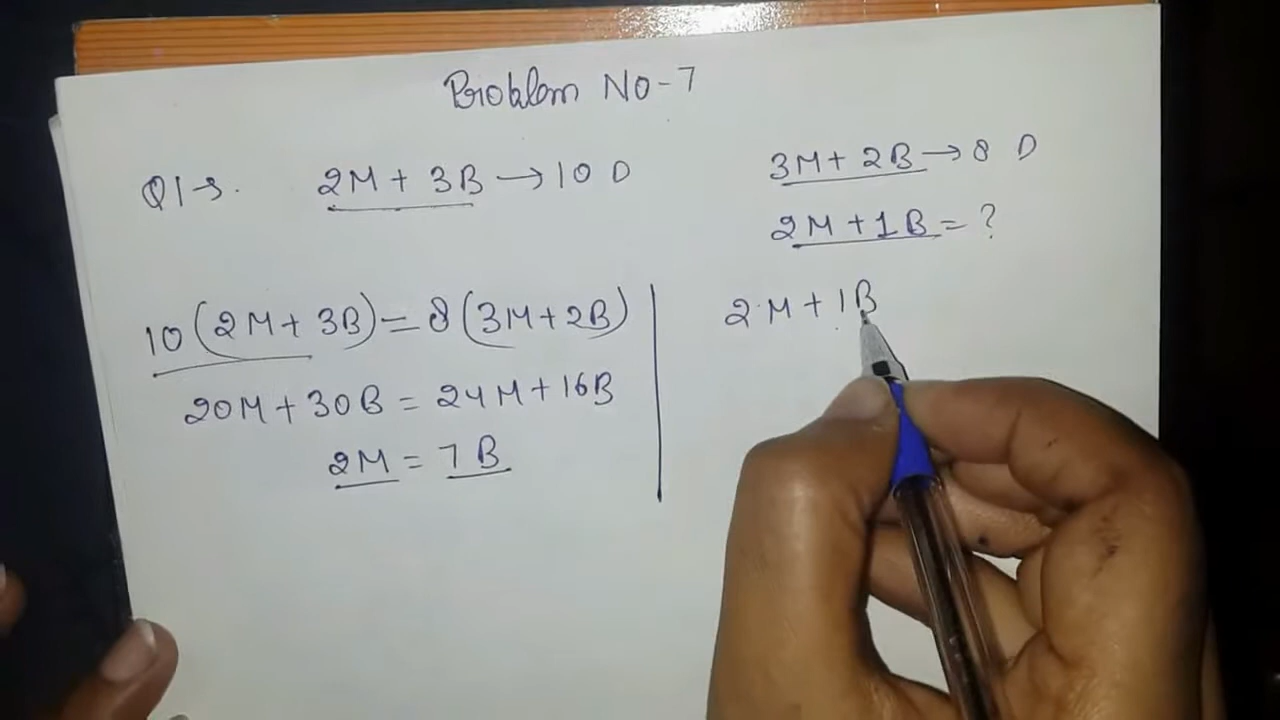 Problem NO-7
Q1→. 2M + 3B → 10 D
3M + 2B → 8 D
2M + 1B = ?
10(2M + 3B) = 8(3M + 2B)
20M + 30B = 24M + 16B
2M = 7B
2M + 1B